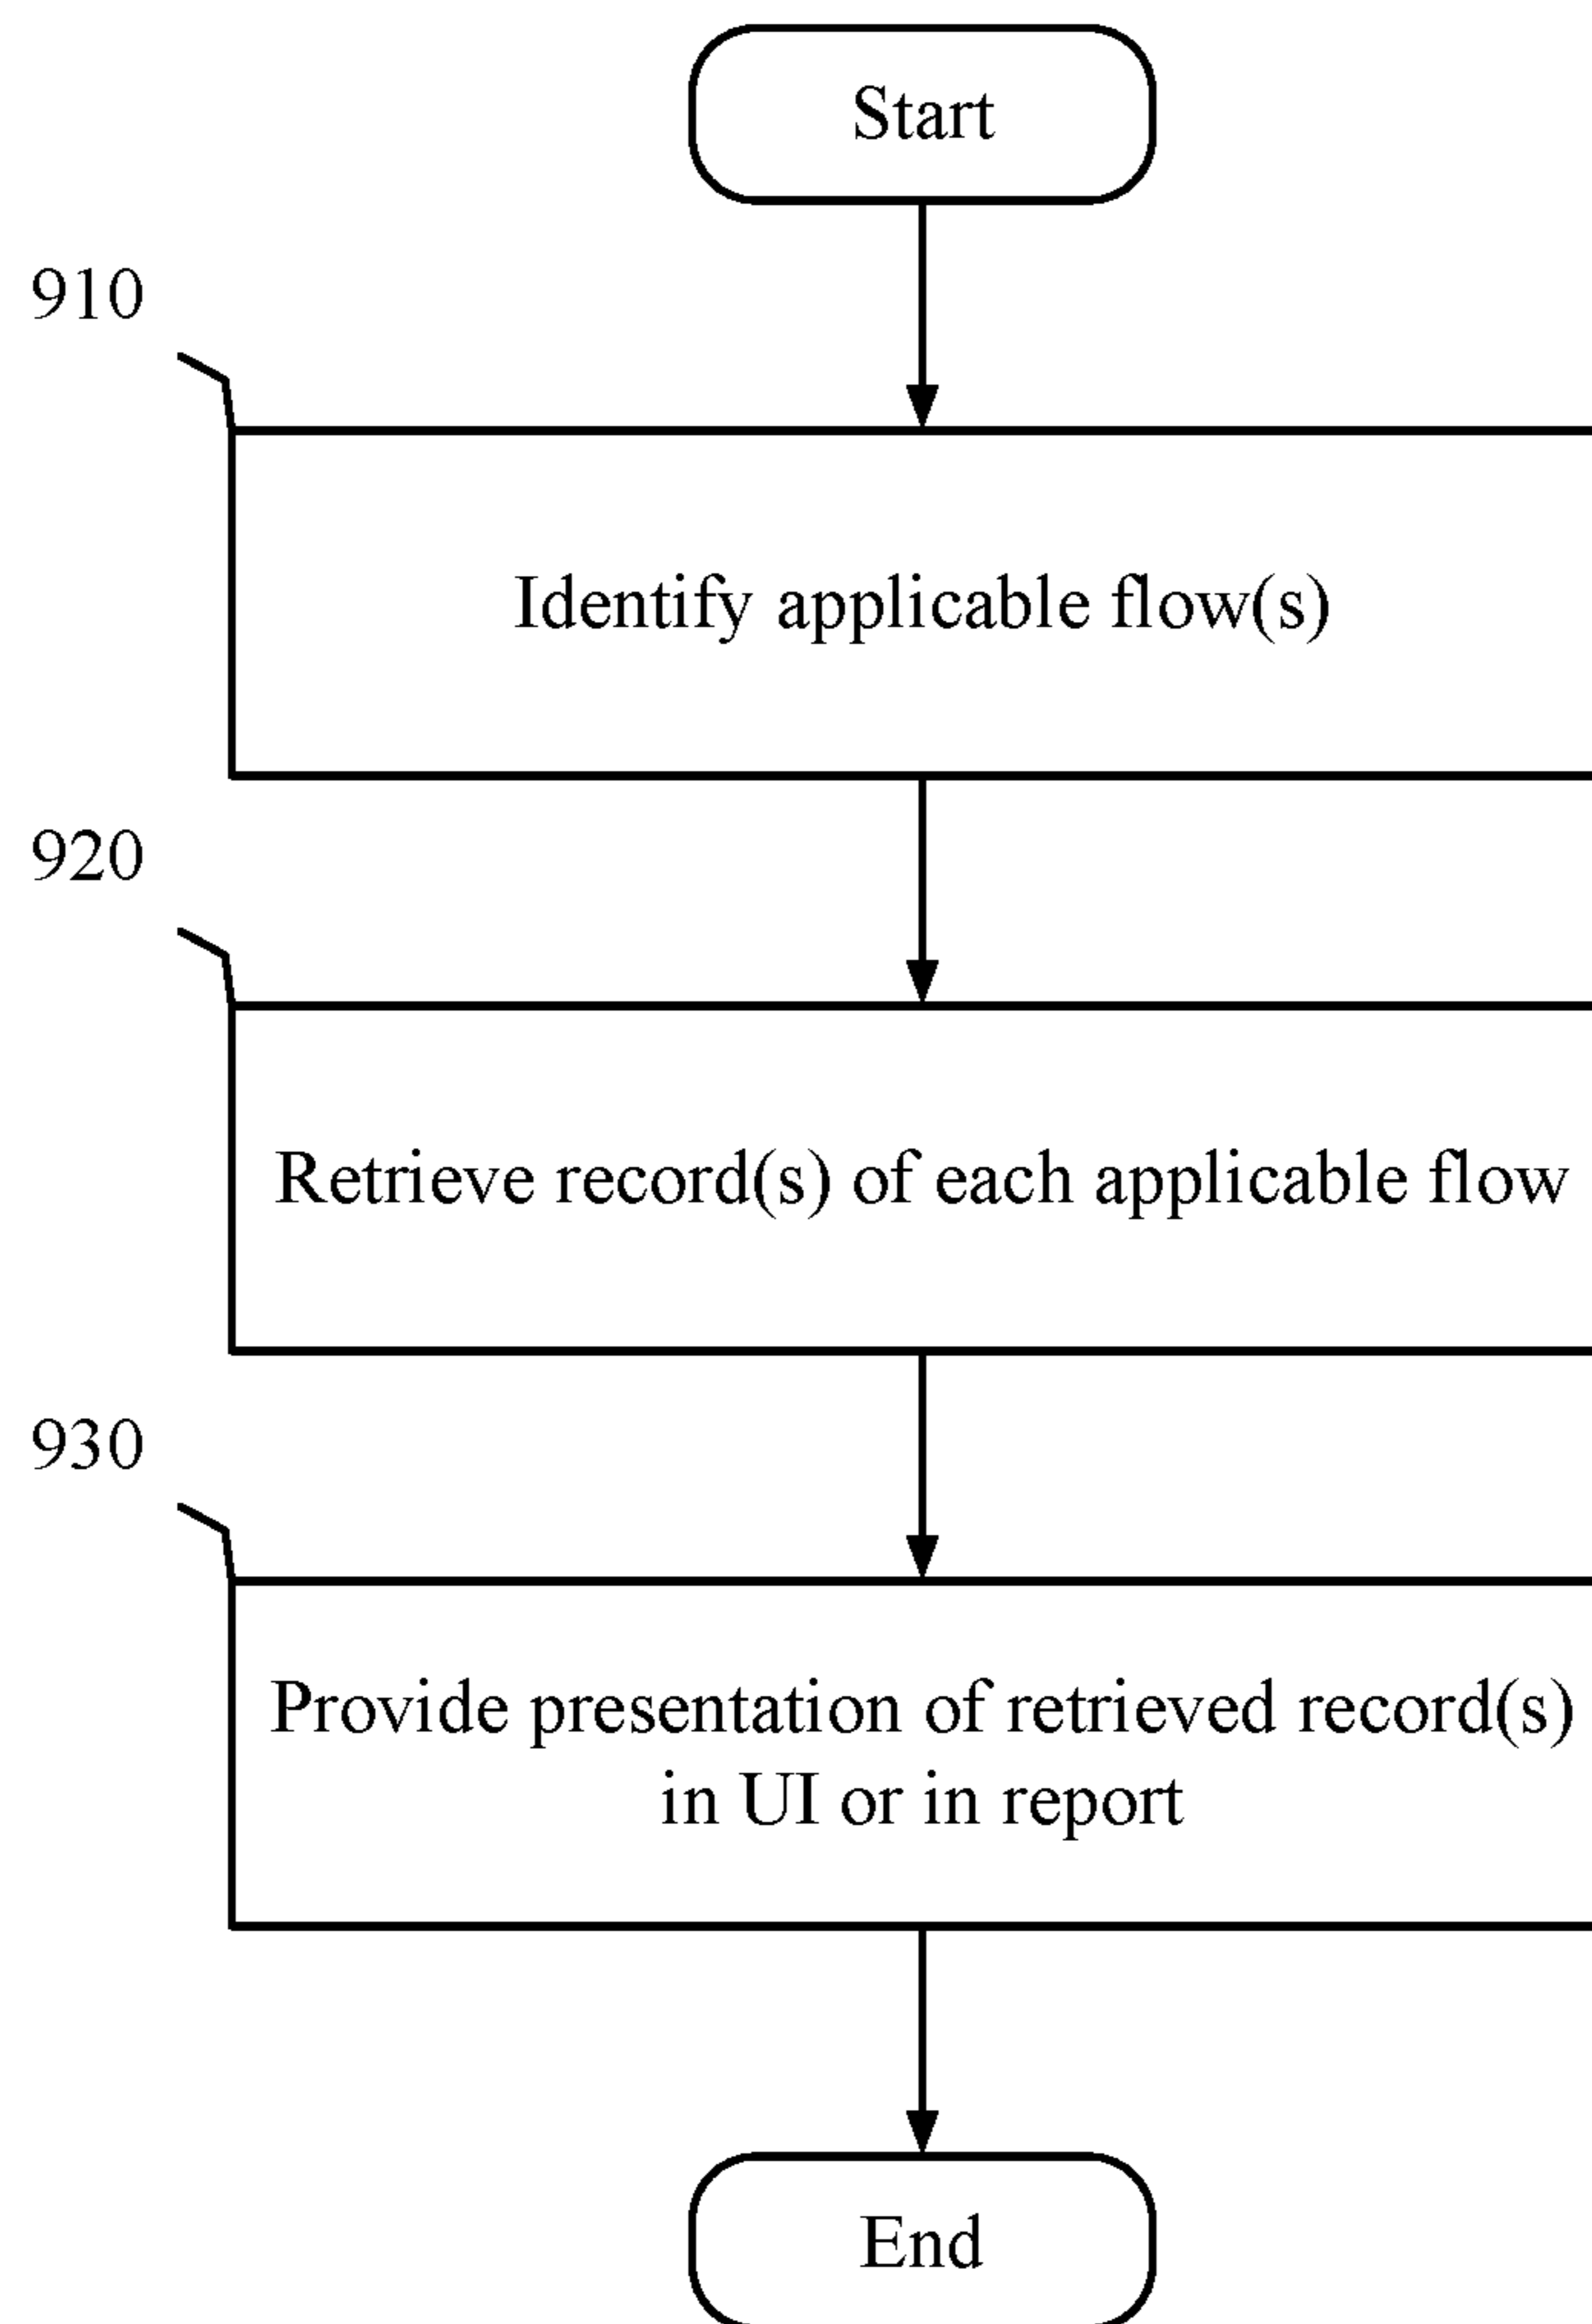 Start
910
Identify applicable flow(s)
920
Retrieve record(s) of each applicable flow
930
Provide presentation of retrieved record(s)
in UI or in report
End